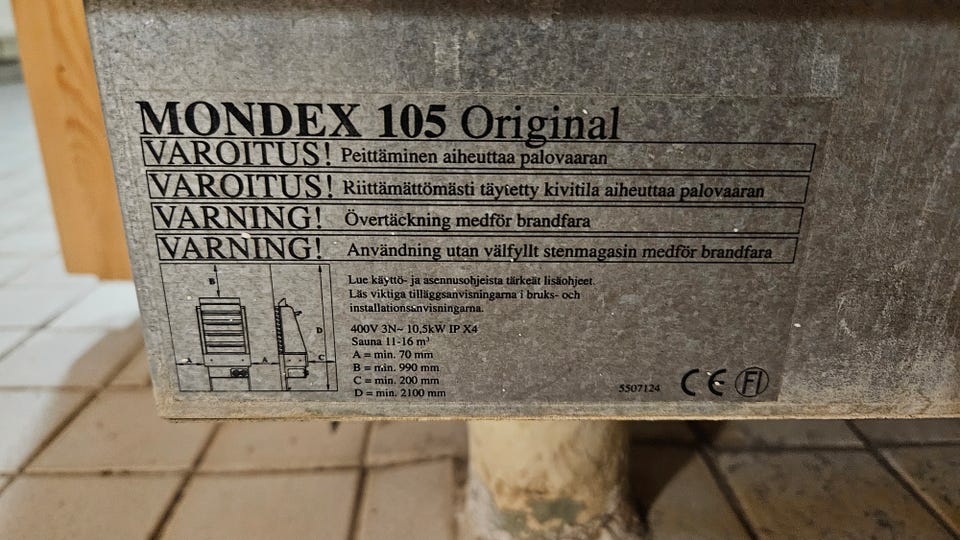 MONDEX 105 Original
VAROITUS! Peittäminen aiheuttaa palovaaran
VAROITUS! Riittämättömästi täytetty kivitila aiheuttaa palovaaran
VARNING! Övertäckning medför brandfara
VARNING! Användning utan välfyllt stenmagasin medför brandfara
B
D
A
A
C
Lue käyttö- ja asennusohjeista tärkeät lisäohjeet.
Läs viktiga tilläggsanvisningarna i bruks- och
installationsanvisningarna.
400V 3N~ 10,5kW IP X4
Sauna 11-16 m³
A = min. 70 mm
B = min. 990 mm
C = min. 200 mm
D = min. 2100 mm
5507124 CE FI